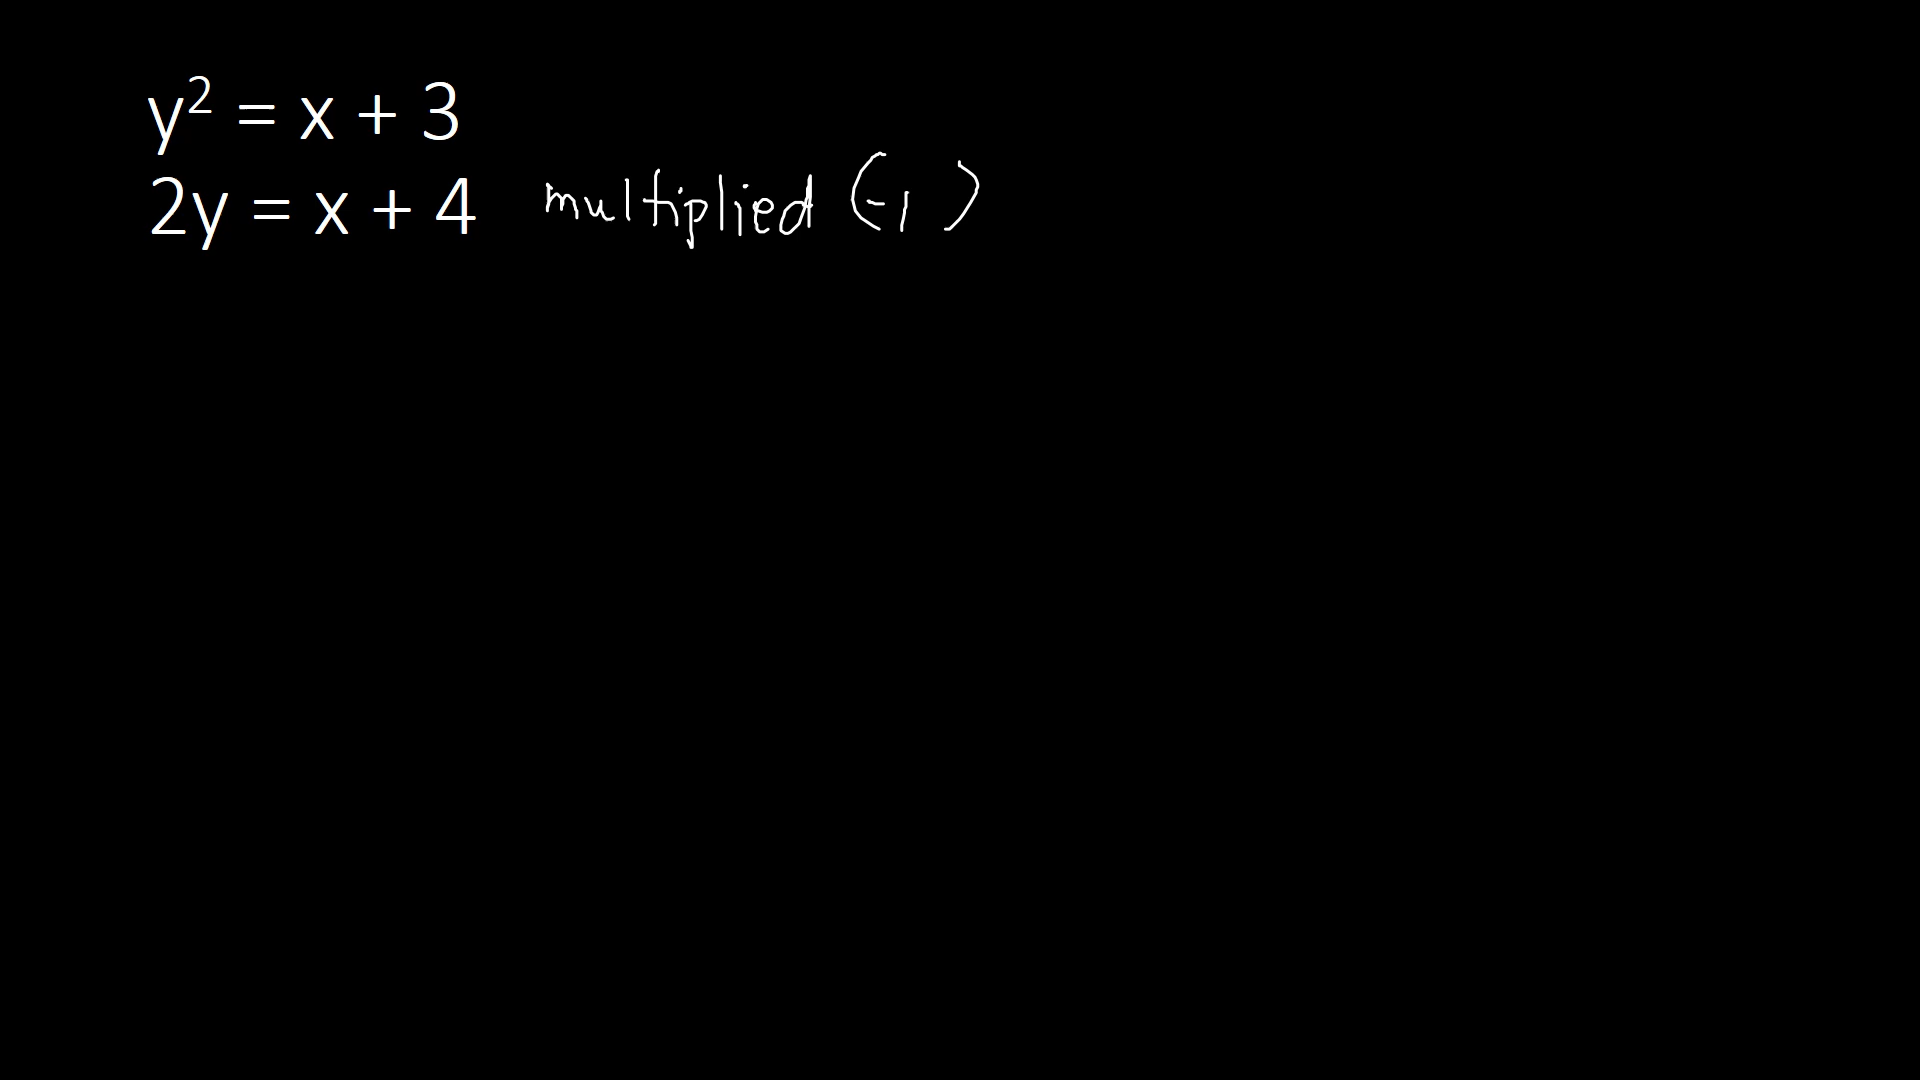 y² = x + 3
2y = x + 4 multiplied (-1)